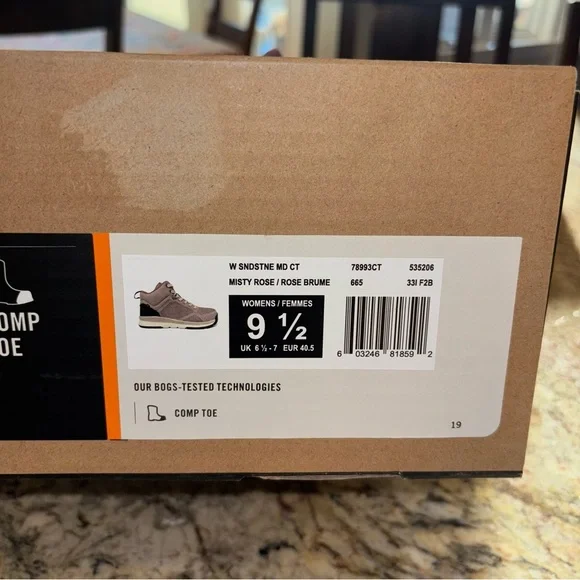 OMP
OE
W SNDSTNE MD CT 78993CT 535206
MISTY ROSE / ROSE BRUME 665 33I F2B
WOMENS / FEMMES
9 ½
UK 6 ½ - 7 EUR 40.5
6 03246 81859 2
OUR BOGS-TESTED TECHNOLOGIES
COMP TOE
19